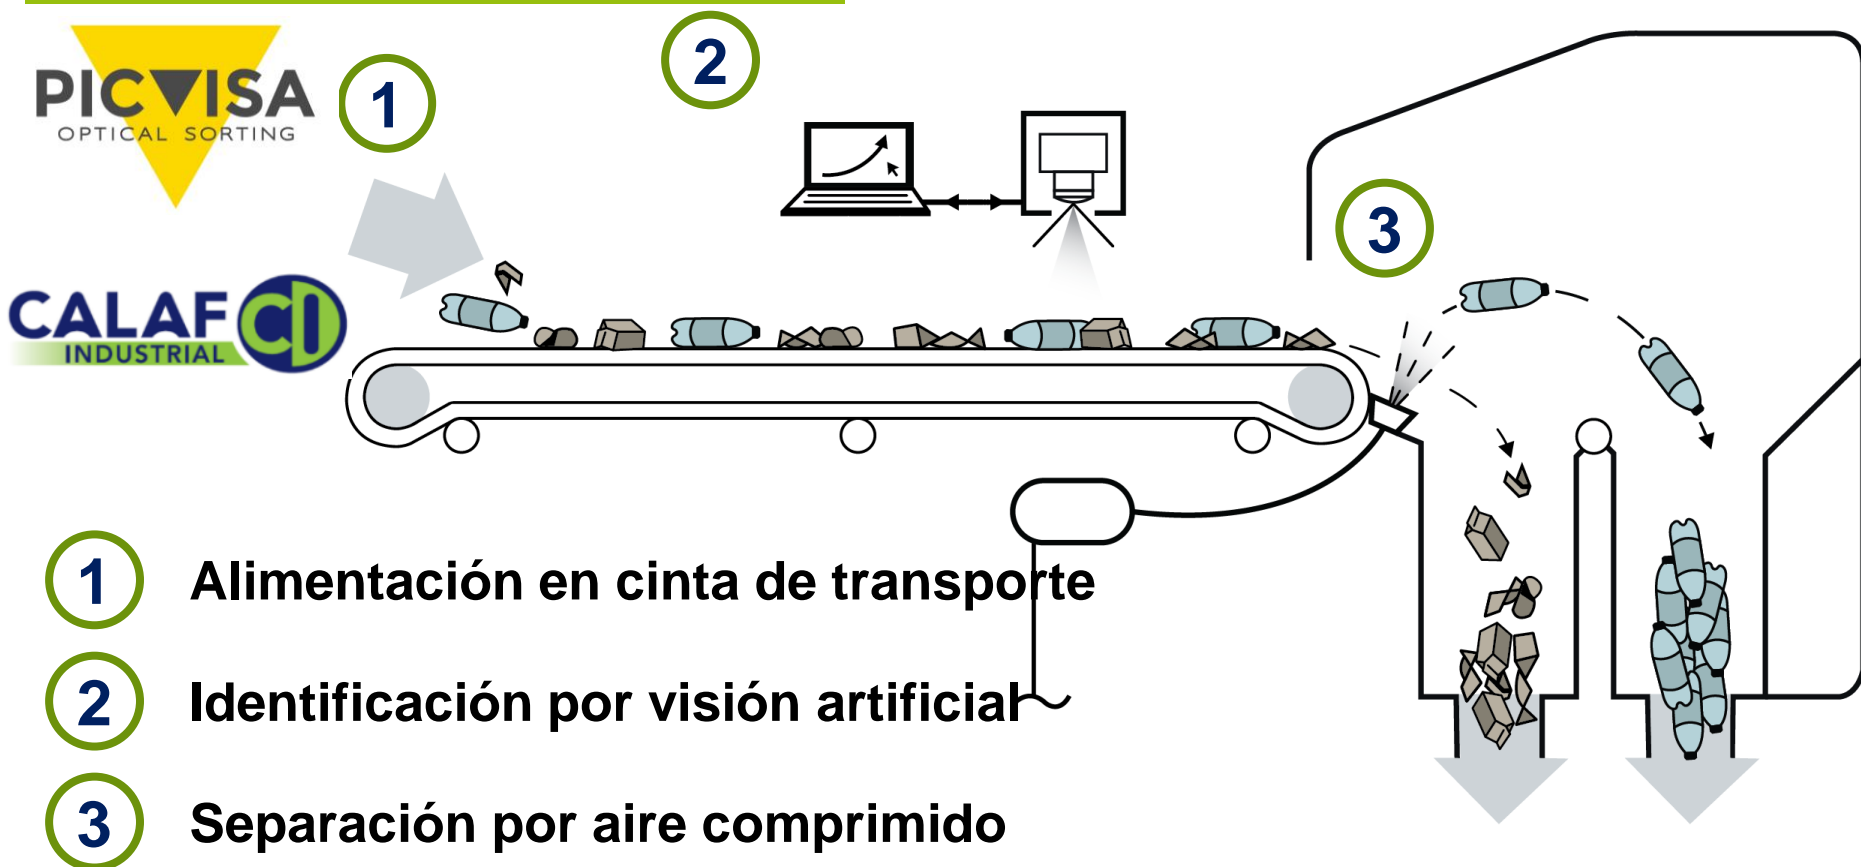 PICVISA
OPTICAL SORTING
1
2
CALAF CI
INDUSTRIAL
3
1 Alimentación en cinta de transporte
2 Identificación por visión artificial
3 Separación por aire comprimido